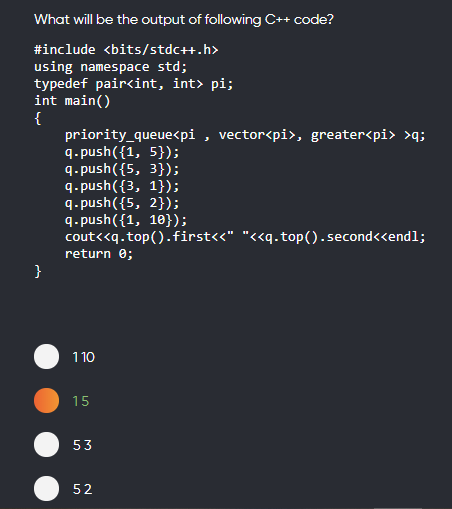 What will be the output of following C++ code?
#include <bits/stdc++.h>
using namespace std;
typedef pair<int, int> pi;
int main()
{
priority_queue<pi , vector<pi>, greater<pi> >q;
q.push({1, 5});
q.push({5, 3});
q.push({3, 1});
q.push({5, 2});
q.push({1, 10});
cout<<q.top().first<<" "<<q.top().second<<endl;
return 0;
}
1 10
1 5
5 3
5 2